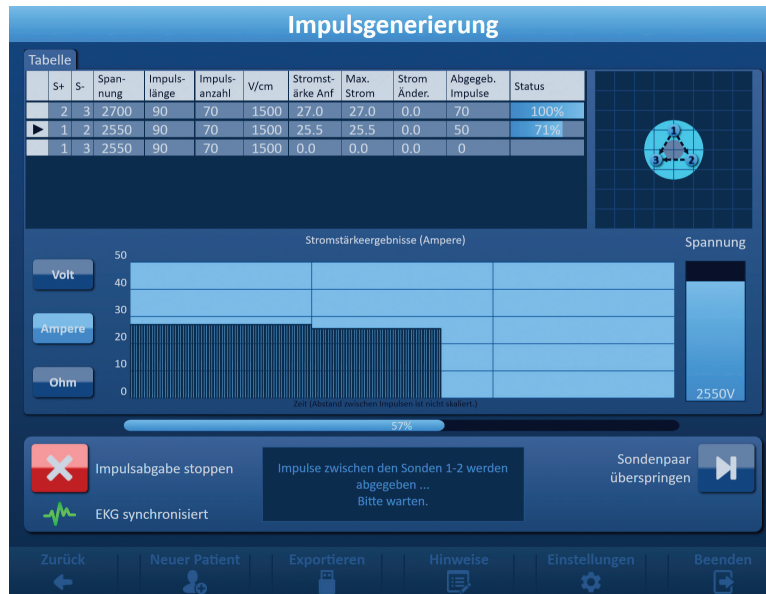 Impulsgenerierung
Tabelle
S+ S- Span-nung Impuls-länge Impuls-anzahl V/cm Stromst-ärke Anf Max. Strom Strom Änder. Abgegeb. Impulse Status
2 3 2700 90 70 1500 27.0 27.0 0.0 70 100%
1 2 2550 90 70 1500 25.5 25.5 0.0 50 71%
1 3 2550 90 70 1500 0.0 0.0 0.0 0
1
3 2
Stromstärkeergebnisse (Ampere)
Spannung
Volt
Ampere
Ohm
50
40
30
20
10
0
2550V
Zeit (Abstand zwischen Impulsen ist nicht skaliert.)
57%
Impulsabgabe stoppen
EKG synchronisiert
Impulse zwischen den Sonden 1-2 werden
abgegeben ...
Bitte warten.
Sondenpaar
überspringen
Zurück Neuer Patient Exportieren Hinweise Einstellungen Beenden